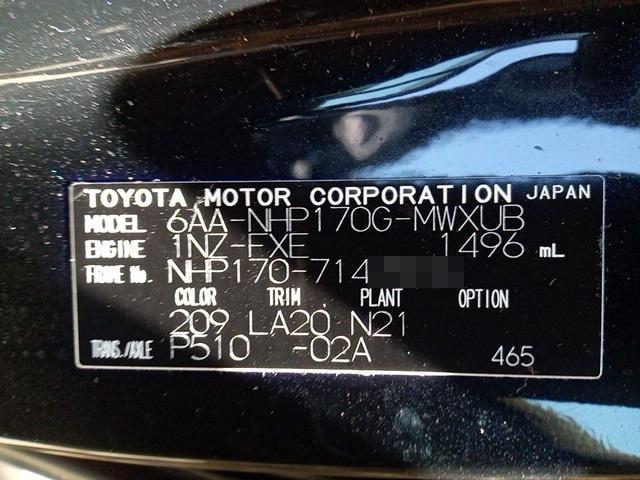 TOYOTA MOTOR CORPORATION JAPAN
MODEL 6AA-NHP170G-MWXUB
ENGINE 1NZ-FXE 1496 mL
FRAME No. NHP170-714
COLOR TRIM PLANT OPTION
209 LA20 N21
TRANS./AXLE P510 -02A 465